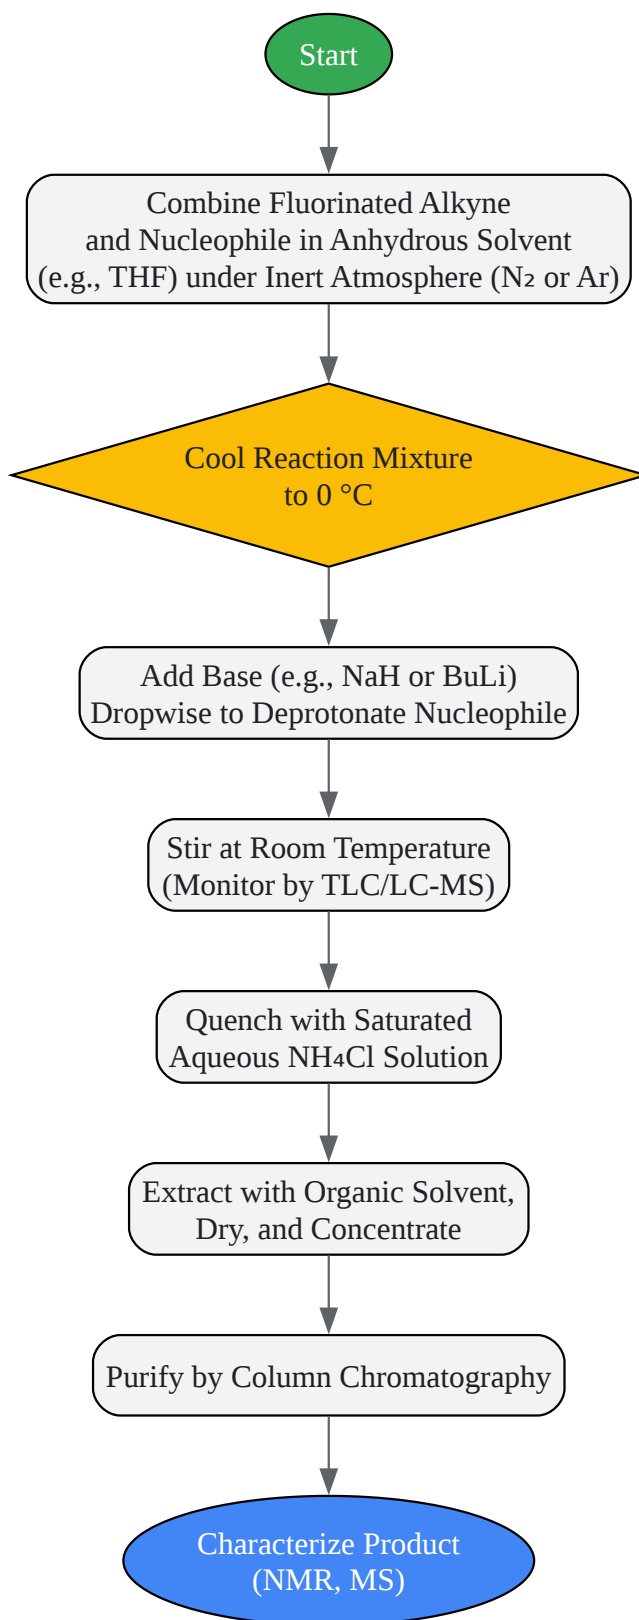 Start
Combine Fluorinated Alkyne
and Nucleophile in Anhydrous Solvent
(e.g., THF) under Inert Atmosphere (N₂ or Ar)
Cool Reaction Mixture
to 0 °C
Add Base (e.g., NaH or BuLi)
Dropwise to Deprotonate Nucleophile
Stir at Room Temperature
(Monitor by TLC/LC-MS)
Quench with Saturated
Aqueous NH₄Cl Solution
Extract with Organic Solvent,
Dry, and Concentrate
Purify by Column Chromatography
Characterize Product
(NMR, MS)